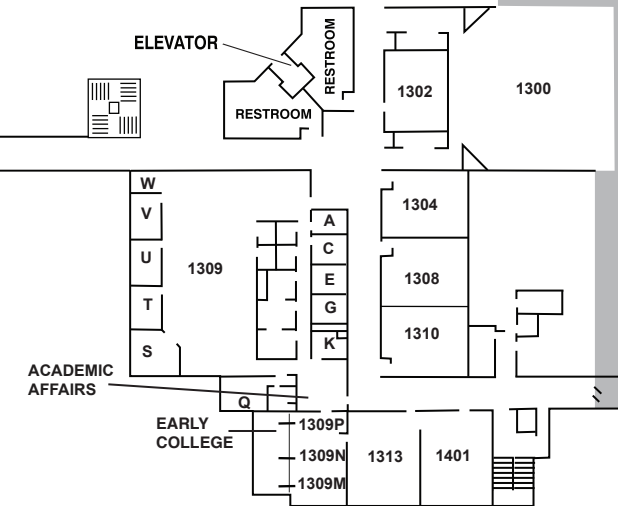 ELEVATOR
RESTROOM
RESTROOM
1302
1300
W
V
U
T
S
1309
A
C
E
G
K
1304
1308
1310
ACADEMIC
AFFAIRS
Q
EARLY
COLLEGE
1309P
1309N
1309M
1313
1401